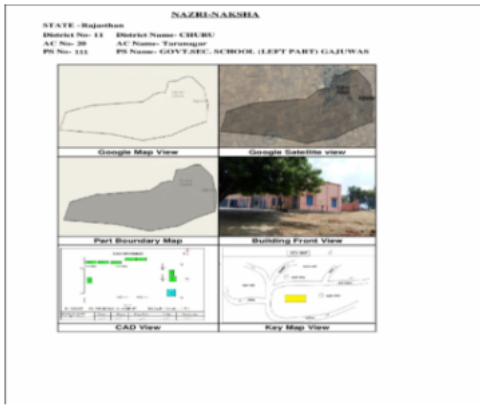 NAZRI-NAKSHA
STATE - Rajasthan
District No- 11 District Name- CHURU
AC No- 20 AC Name- Taranagar
PS No- 111 PS Name- GOVT.SEC. SCHOOL (LEFT PART) GAJUWAS
Google Map View Google Satellite view
Part Boundary Map Building Front View
CAD View Key Map View